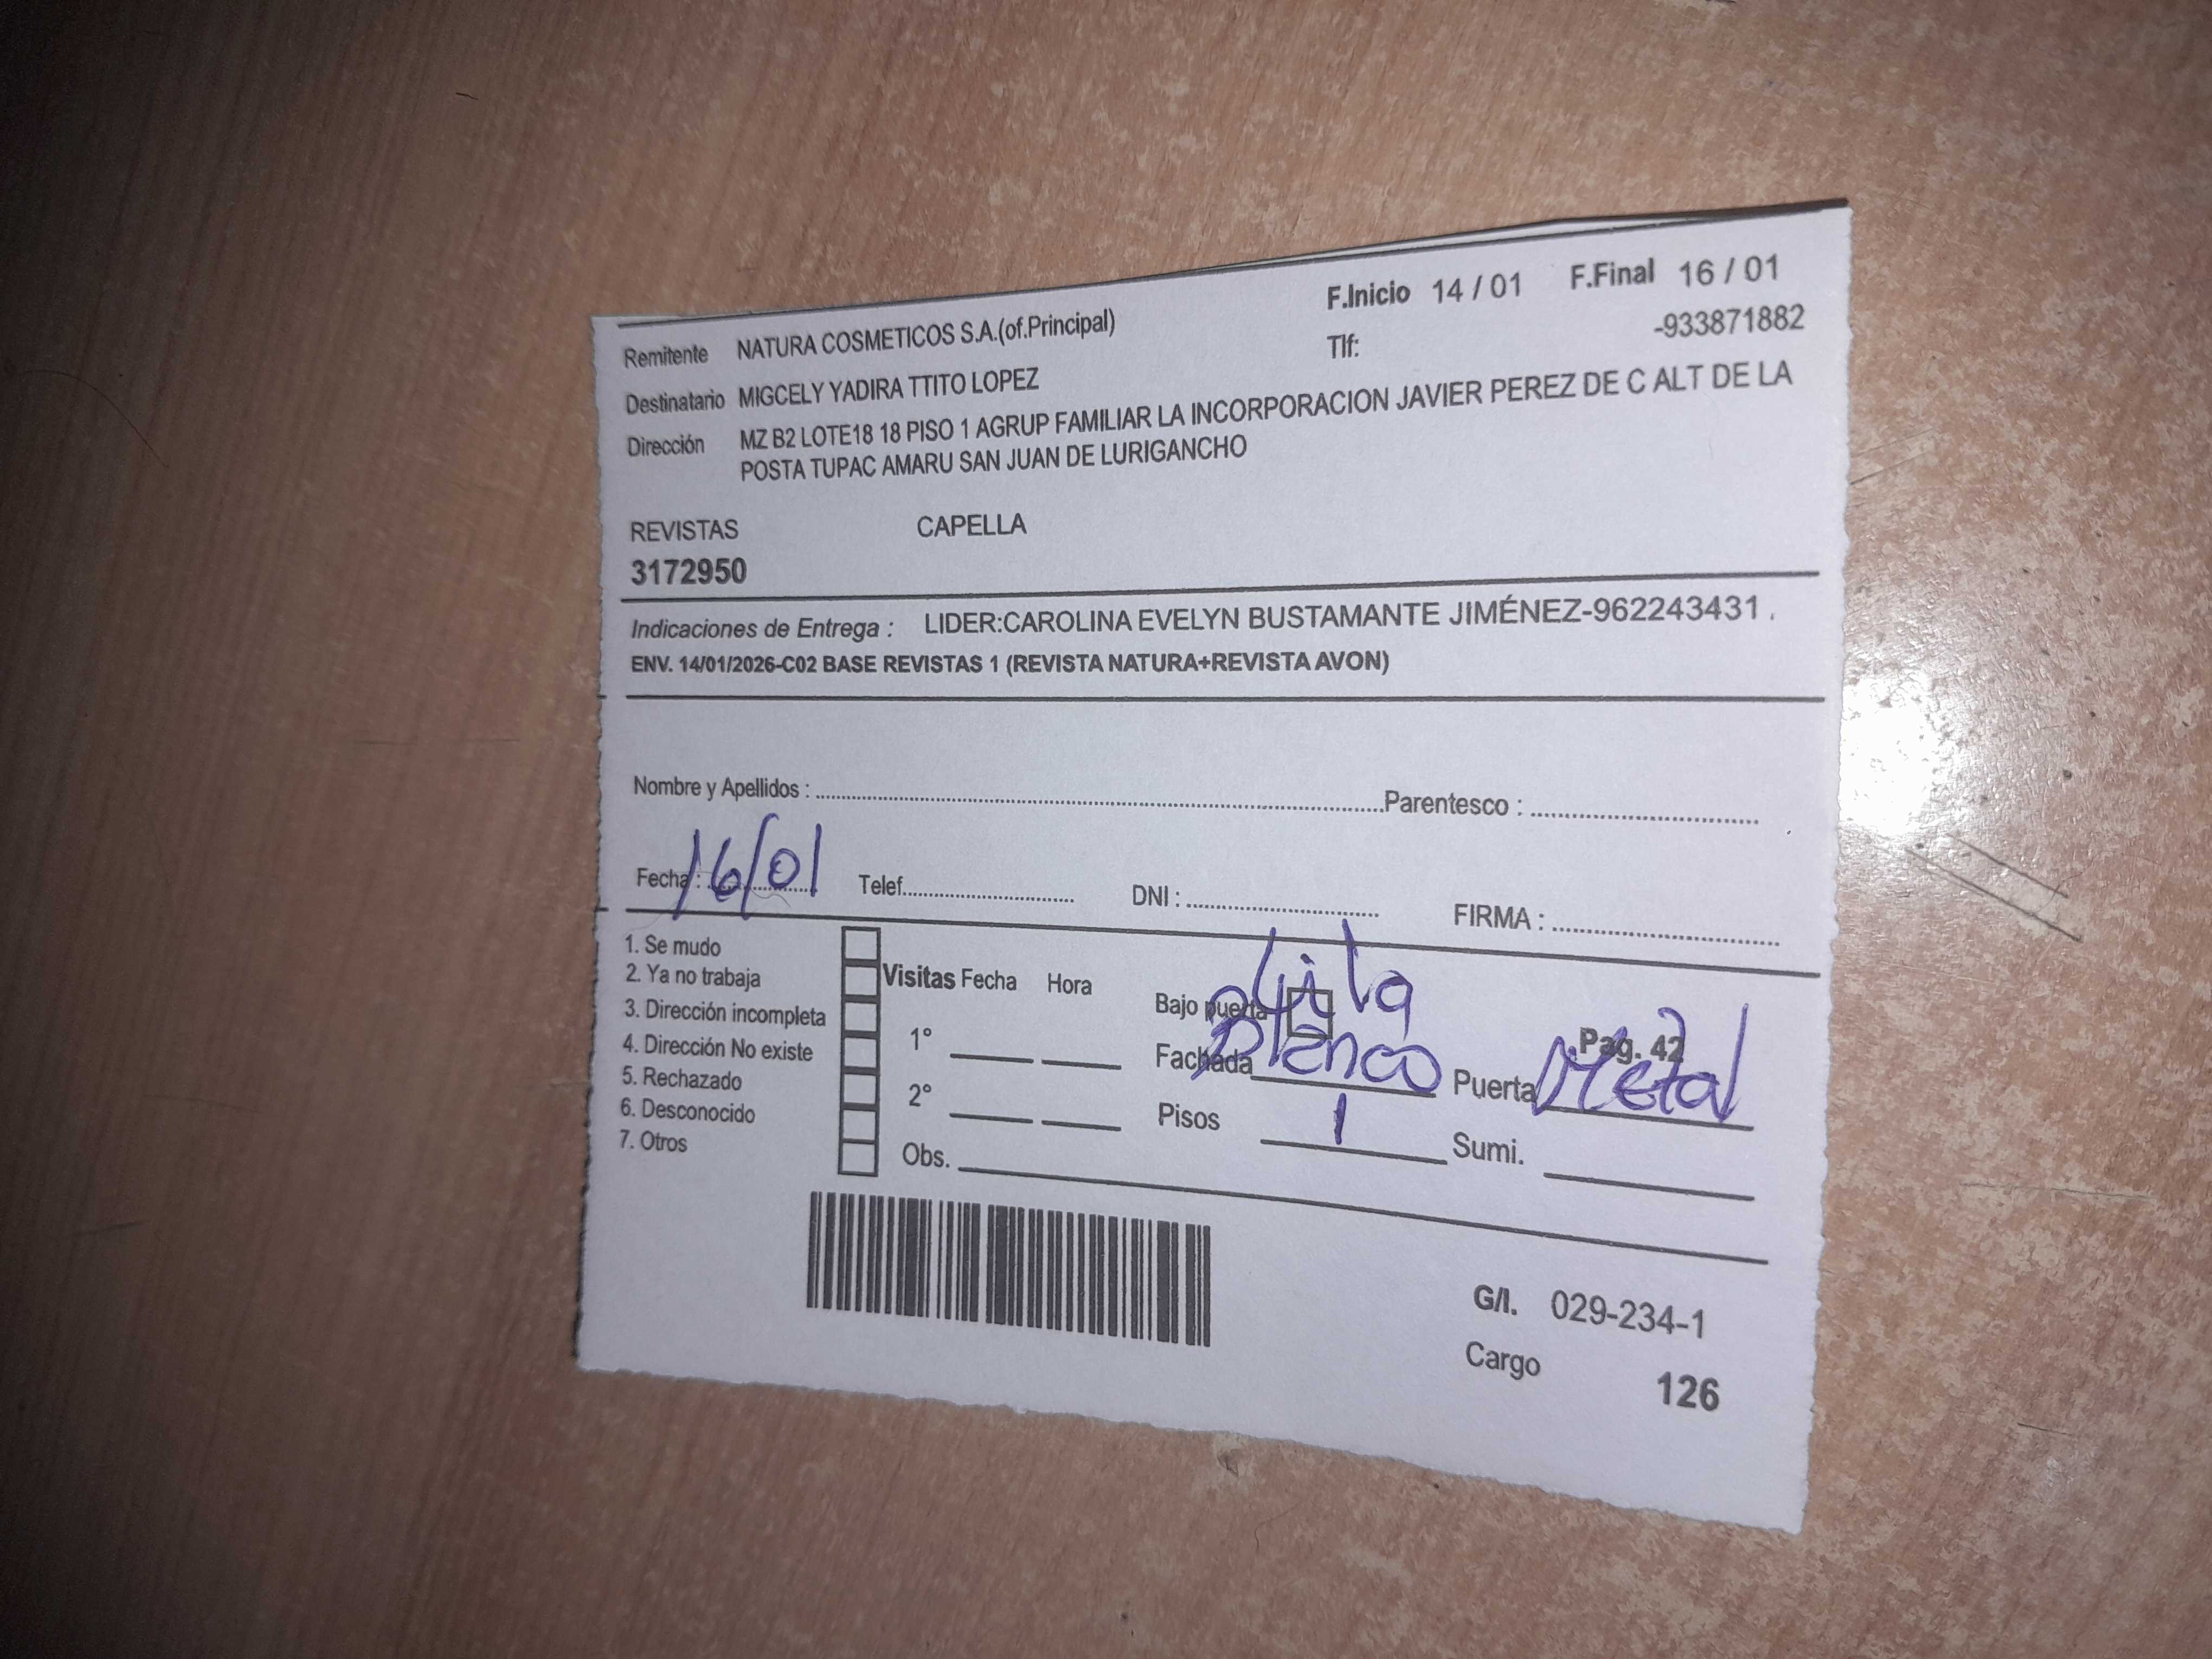 F.Inicio 14 / 01 F.Final 16 / 01
Remitente NATURA COSMETICOS S.A.(of.Principal) Tlf: -933871882
Destinatario MIGCELY YADIRA TTITO LOPEZ
Dirección MZ B2 LOTE18 18 PISO 1 AGRUP FAMILIAR LA INCORPORACION JAVIER PEREZ DE C ALT DE LA
POSTA TUPAC AMARU SAN JUAN DE LURIGANCHO
REVISTAS CAPELLA
3172950
Indicaciones de Entrega : LIDER:CAROLINA EVELYN BUSTAMANTE JIMÉNEZ-962243431 .
ENV. 14/01/2026-C02 BASE REVISTAS 1 (REVISTA NATURA+REVISTA AVON)
Nombre y Apellidos : Parentesco :
Fecha : 16/01 Telef. DNI : FIRMA :
1. Se mudo
2. Ya no trabaja
3. Dirección incompleta
4. Dirección No existe
5. Rechazado
6. Desconocido
7. Otros
Visitas Fecha Hora
1°
2°
Obs.
Lila
Bajo puerta Pag. 42
Fachada Blanco Puerta Metal
Pisos 1 Sumi.
G/I. 029-234-1
Cargo 126